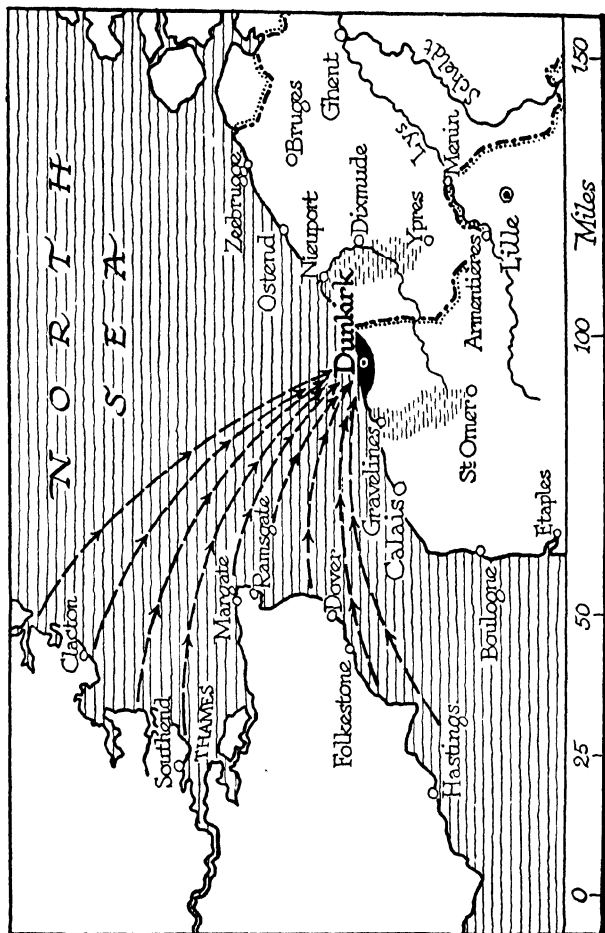 NORTH
SEA
Clacton
Southend
THAMES
Margate
Ramsgate
Dover
Folkestone
Hastings
Zeebrugge
Bruges
Ostend
Ghent
Nieuport
Dixmude
Dunkirk
Ypres
Lys
Scheldt
Menin
Gravelines
Calais
Armentières
Lille
St Omer
Boulogne
Etaples
0
25
50
100
Miles
150